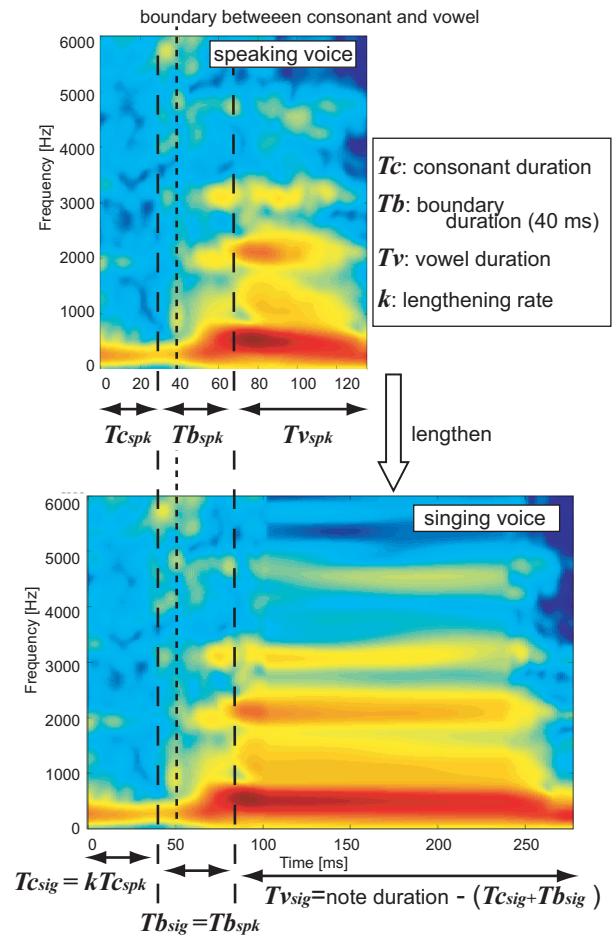 boundary betweeen consonant and vowel
speaking voice
6000
5000
4000
3000
2000
1000
0
Frequency [Hz]
0 20 40 60 80 100 120
Tc: consonant duration
Tb: boundary
duration (40 ms)
Tv: vowel duration
k: lengthening rate
Tcspk Tbspk Tvspk
lengthen
singing voice
5000
4000
3000
2000
1000
0
Frequency [Hz]
0 50 100 150 200 250
Time [ms]
Tcsig = kTcspk
Tvsig=note duration - (Tcsig+Tbsig )
Tbsig=Tbspk